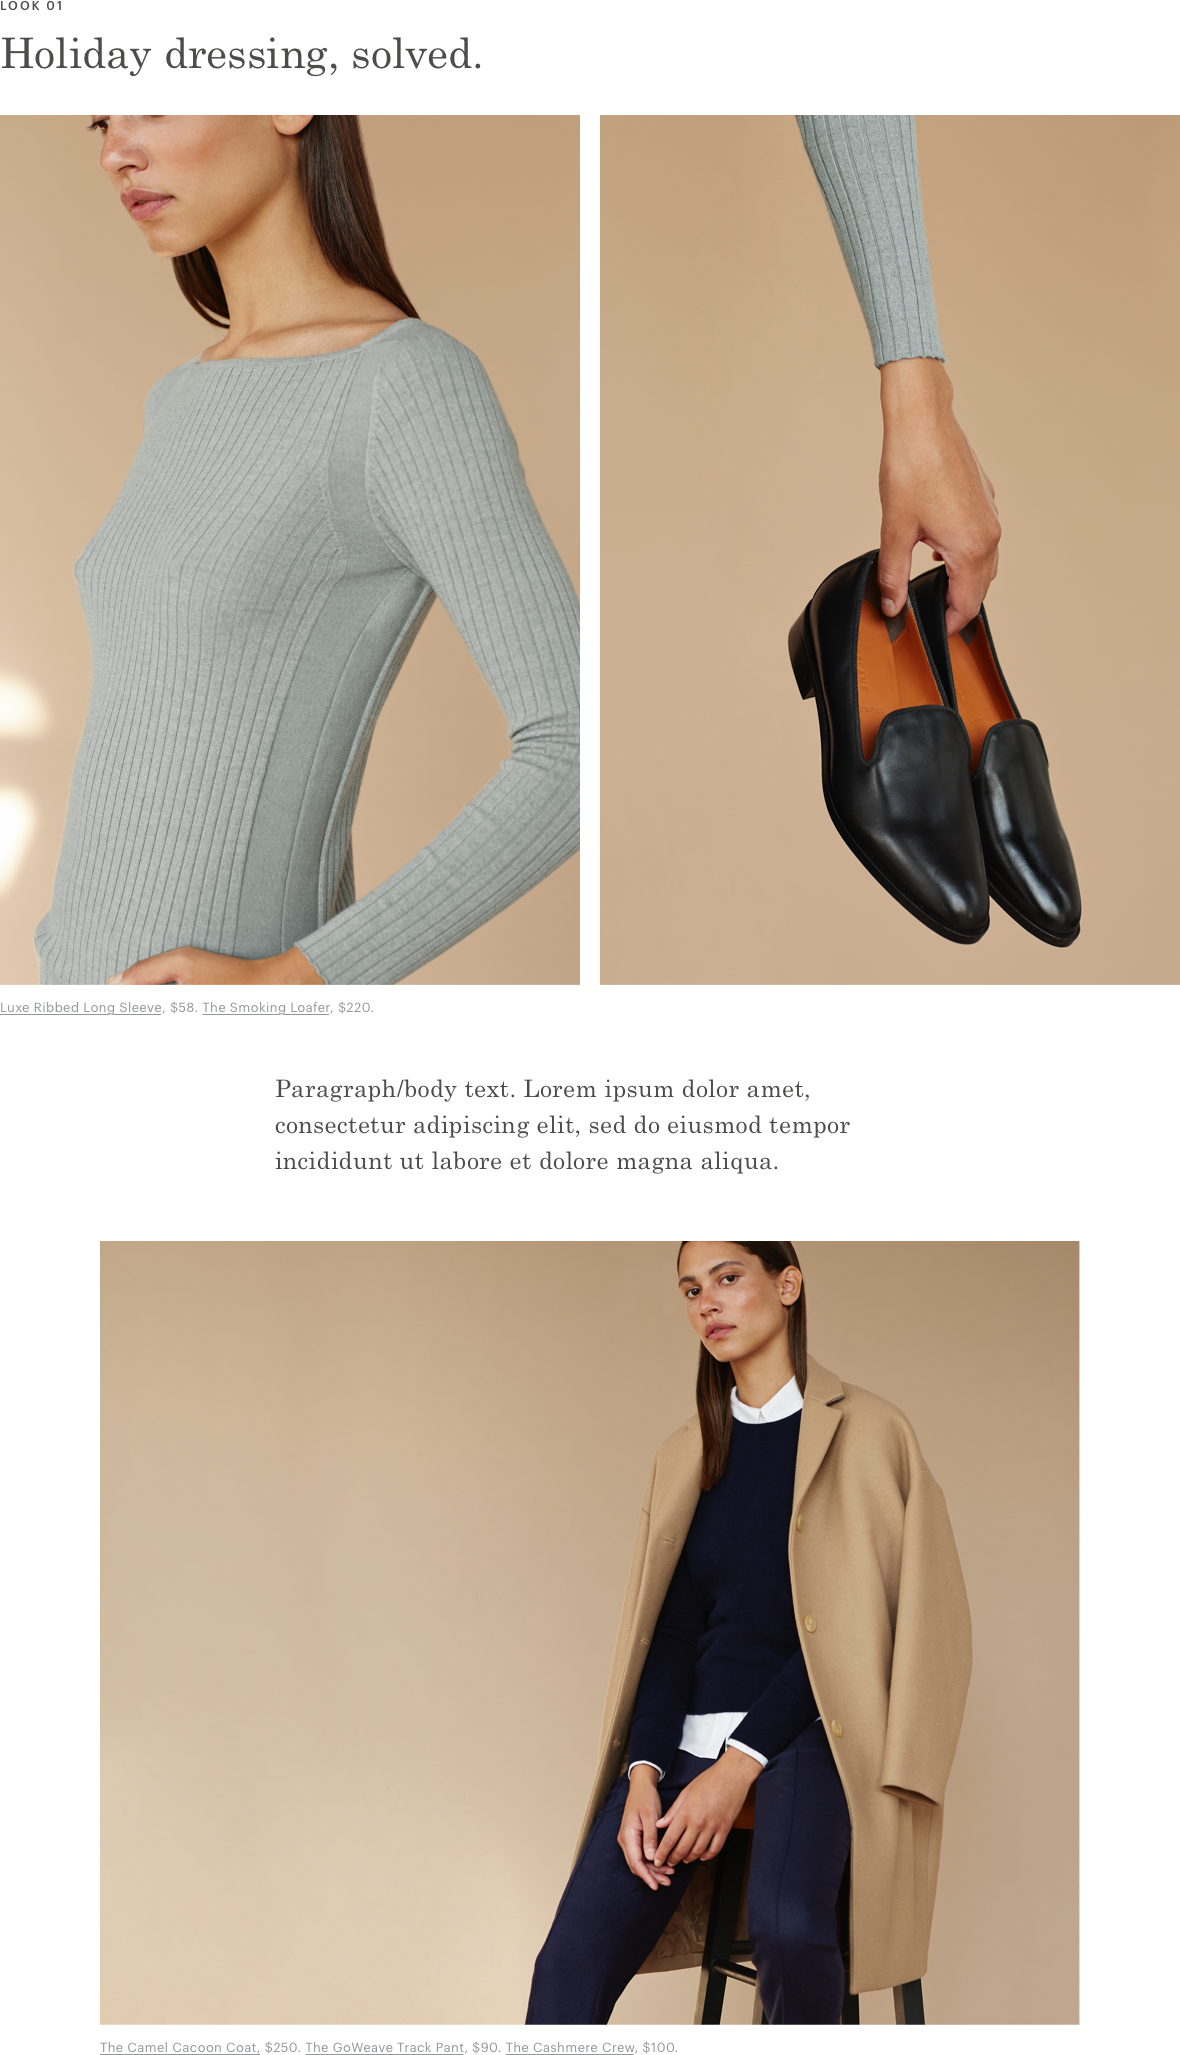 LOOK 01
Holiday dressing, solved.
Luxe Ribbed Long Sleeve, $58. The Smoking Loafer, $220.
Paragraph/body text. Lorem ipsum dolor amet,
consectetur adipiscing elit, sed do eiusmod tempor
incididunt ut labore et dolore magna aliqua.
The Camel Cacoon Coat, $250. The GoWeave Track Pant, $90. The Cashmere Crew, $100.